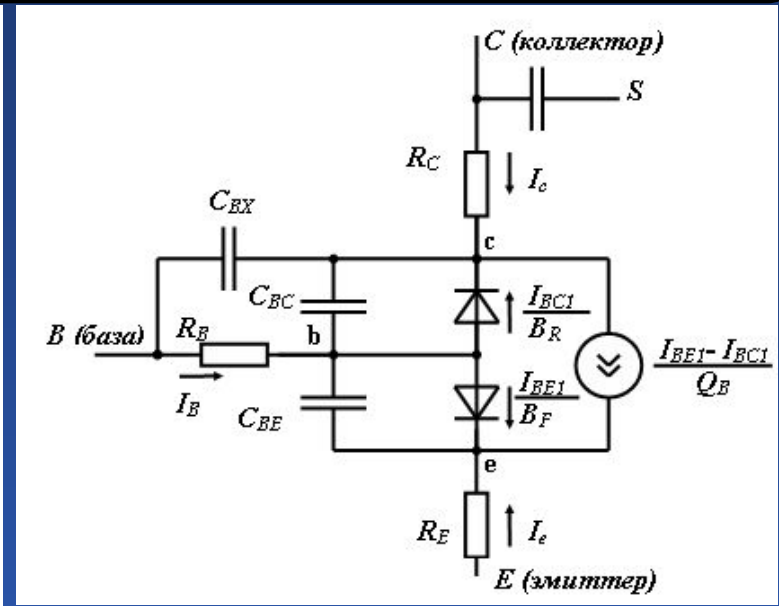 C (коллектор)
S
R_C
I_c
C_BX
c
C_BC
I_BC1
B_R
B (база)
R_B
b
I_BE1 - I_BC1
Q_B
I_B
C_BE
I_BE1
B_F
e
R_E
I_e
E (эмиттер)